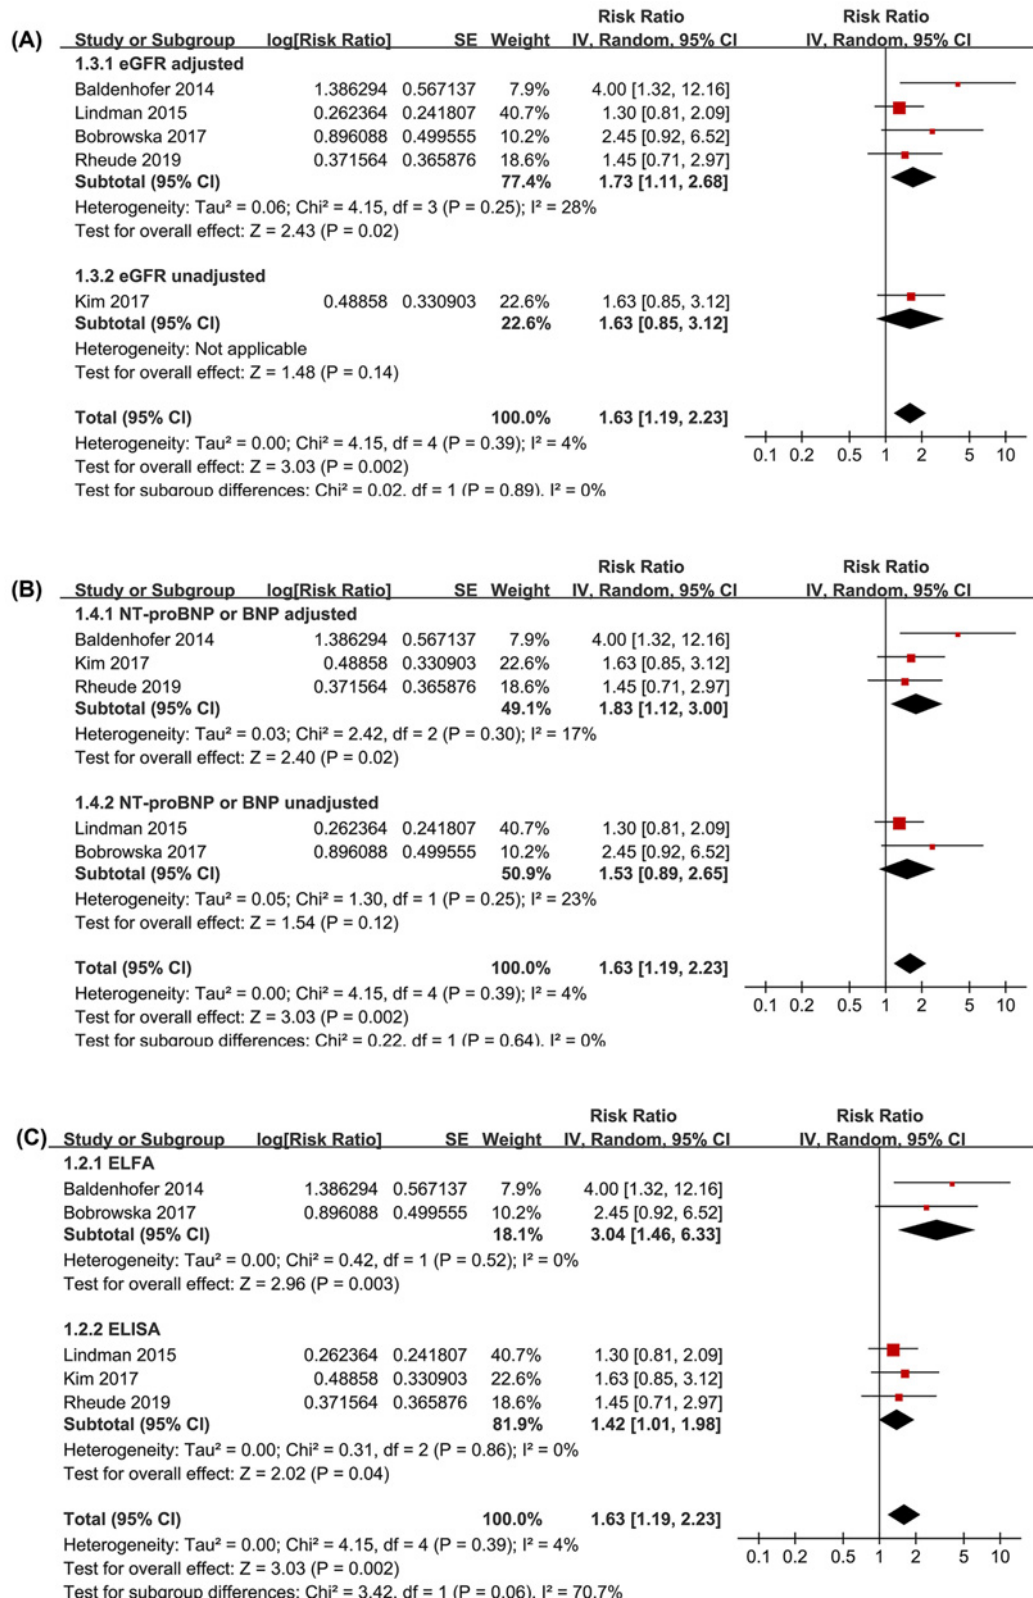 Risk Ratio Risk Ratio
(A) Study or Subgroup log[Risk Ratio] SE Weight IV, Random, 95% CI IV, Random, 95% CI
1.3.1 eGFR adjusted
Baldenhofer 2014 1.386294 0.567137 7.9% 4.00 [1.32, 12.16]
Lindman 2015 0.262364 0.241807 40.7% 1.30 [0.81, 2.09]
Bobrowska 2017 0.896088 0.499555 10.2% 2.45 [0.92, 6.52]
Rheude 2019 0.371564 0.365876 18.6% 1.45 [0.71, 2.97]
Subtotal (95% CI) 77.4% 1.73 [1.11, 2.68]
Heterogeneity: Tau² = 0.06; Chi² = 4.15, df = 3 (P = 0.25); I² = 28%
Test for overall effect: Z = 2.43 (P = 0.02)
1.3.2 eGFR unadjusted
Kim 2017 0.48858 0.330903 22.6% 1.63 [0.85, 3.12]
Subtotal (95% CI) 22.6% 1.63 [0.85, 3.12]
Heterogeneity: Not applicable
Test for overall effect: Z = 1.48 (P = 0.14)
Total (95% CI) 100.0% 1.63 [1.19, 2.23]
Heterogeneity: Tau² = 0.00; Chi² = 4.15, df = 4 (P = 0.39); I² = 4%
Test for overall effect: Z = 3.03 (P = 0.002)
Test for subgroup differences: Chi² = 0.02, df = 1 (P = 0.89), I² = 0%
0.1 0.2 0.5 1 2 5 10
Risk Ratio Risk Ratio
(B) Study or Subgroup log[Risk Ratio] SE Weight IV, Random, 95% CI IV, Random, 95% CI
1.4.1 NT-proBNP or BNP adjusted
Baldenhofer 2014 1.386294 0.567137 7.9% 4.00 [1.32, 12.16]
Kim 2017 0.48858 0.330903 22.6% 1.63 [0.85, 3.12]
Rheude 2019 0.371564 0.365876 18.6% 1.45 [0.71, 2.97]
Subtotal (95% CI) 49.1% 1.83 [1.12, 3.00]
Heterogeneity: Tau² = 0.03; Chi² = 2.42, df = 2 (P = 0.30); I² = 17%
Test for overall effect: Z = 2.40 (P = 0.02)
1.4.2 NT-proBNP or BNP unadjusted
Lindman 2015 0.262364 0.241807 40.7% 1.30 [0.81, 2.09]
Bobrowska 2017 0.896088 0.499555 10.2% 2.45 [0.92, 6.52]
Subtotal (95% CI) 50.9% 1.53 [0.89, 2.65]
Heterogeneity: Tau² = 0.05; Chi² = 1.30, df = 1 (P = 0.25); I² = 23%
Test for overall effect: Z = 1.54 (P = 0.12)
Total (95% CI) 100.0% 1.63 [1.19, 2.23]
Heterogeneity: Tau² = 0.00; Chi² = 4.15, df = 4 (P = 0.39); I² = 4%
Test for overall effect: Z = 3.03 (P = 0.002)
Test for subgroup differences: Chi² = 0.22, df = 1 (P = 0.64), I² = 0%
0.1 0.2 0.5 1 2 5 10
Risk Ratio Risk Ratio
(C) Study or Subgroup log[Risk Ratio] SE Weight IV, Random, 95% CI IV, Random, 95% CI
1.2.1 ELFA
Baldenhofer 2014 1.386294 0.567137 7.9% 4.00 [1.32, 12.16]
Bobrowska 2017 0.896088 0.499555 10.2% 2.45 [0.92, 6.52]
Subtotal (95% CI) 18.1% 3.04 [1.46, 6.33]
Heterogeneity: Tau² = 0.00; Chi² = 0.42, df = 1 (P = 0.52); I² = 0%
Test for overall effect: Z = 2.96 (P = 0.003)
1.2.2 ELISA
Lindman 2015 0.262364 0.241807 40.7% 1.30 [0.81, 2.09]
Kim 2017 0.48858 0.330903 22.6% 1.63 [0.85, 3.12]
Rheude 2019 0.371564 0.365876 18.6% 1.45 [0.71, 2.97]
Subtotal (95% CI) 81.9% 1.42 [1.01, 1.98]
Heterogeneity: Tau² = 0.00; Chi² = 0.31, df = 2 (P = 0.86); I² = 0%
Test for overall effect: Z = 2.02 (P = 0.04)
Total (95% CI) 100.0% 1.63 [1.19, 2.23]
Heterogeneity: Tau² = 0.00; Chi² = 4.15, df = 4 (P = 0.39); I² = 4%
Test for overall effect: Z = 3.03 (P = 0.002)
Test for subgroup differences: Chi² = 3.42, df = 1 (P = 0.06), I² = 70.7%
0.1 0.2 0.5 1 2 5 10